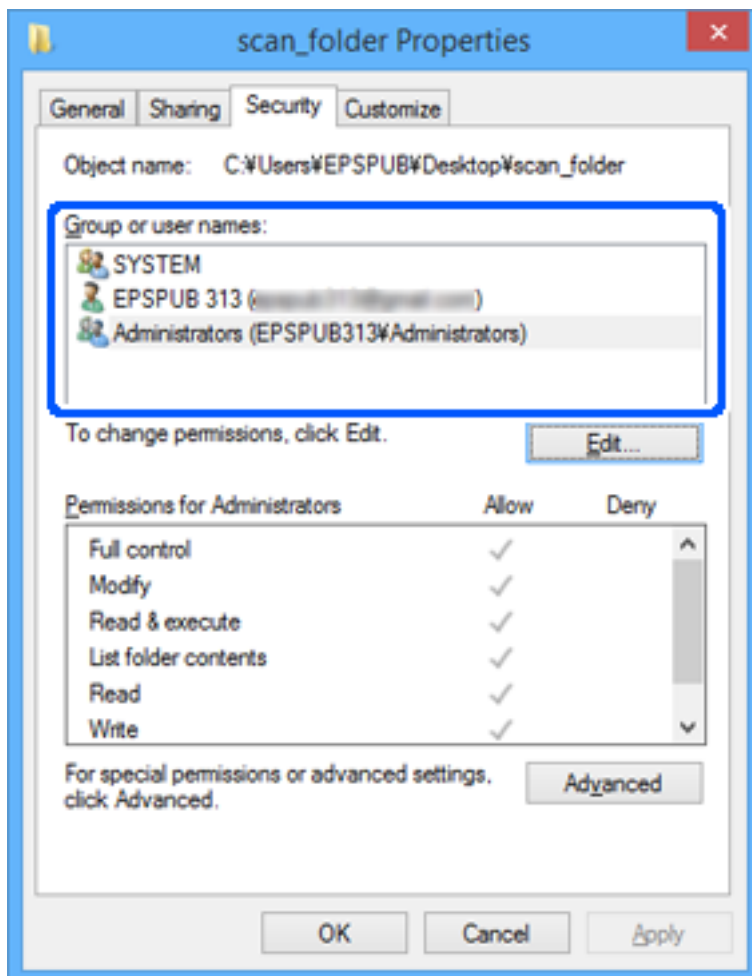 scan_folder Properties
General Sharing Security Customize
Object name: C:¥Users¥EPSPUB¥Desktop¥scan_folder
Group or user names:
SYSTEM
EPSPUB 313 ( )
Administrators (EPSPUB313¥Administrators)
To change permissions, click Edit.
Edit...
Permissions for Administrators Allow Deny
Full control
Modify
Read & execute
List folder contents
Read
Write
For special permissions or advanced settings,
click Advanced.
Advanced
OK Cancel Apply